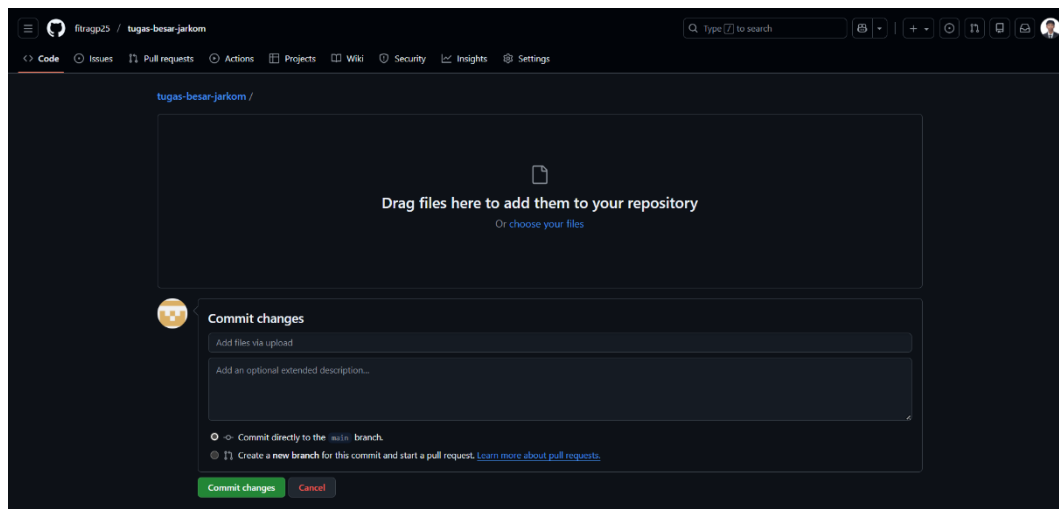 fitragp25 / tugas-besar-jarkom
Type / to search
Code Issues Pull requests Actions Projects Wiki Security Insights Settings
tugas-besar-jarkom /
Drag files here to add them to your repository
Or choose your files
Commit changes
Add files via upload
Add an optional extended description...
Commit directly to the main branch.
Create a new branch for this commit and start a pull request. Learn more about pull requests.
Commit changes Cancel